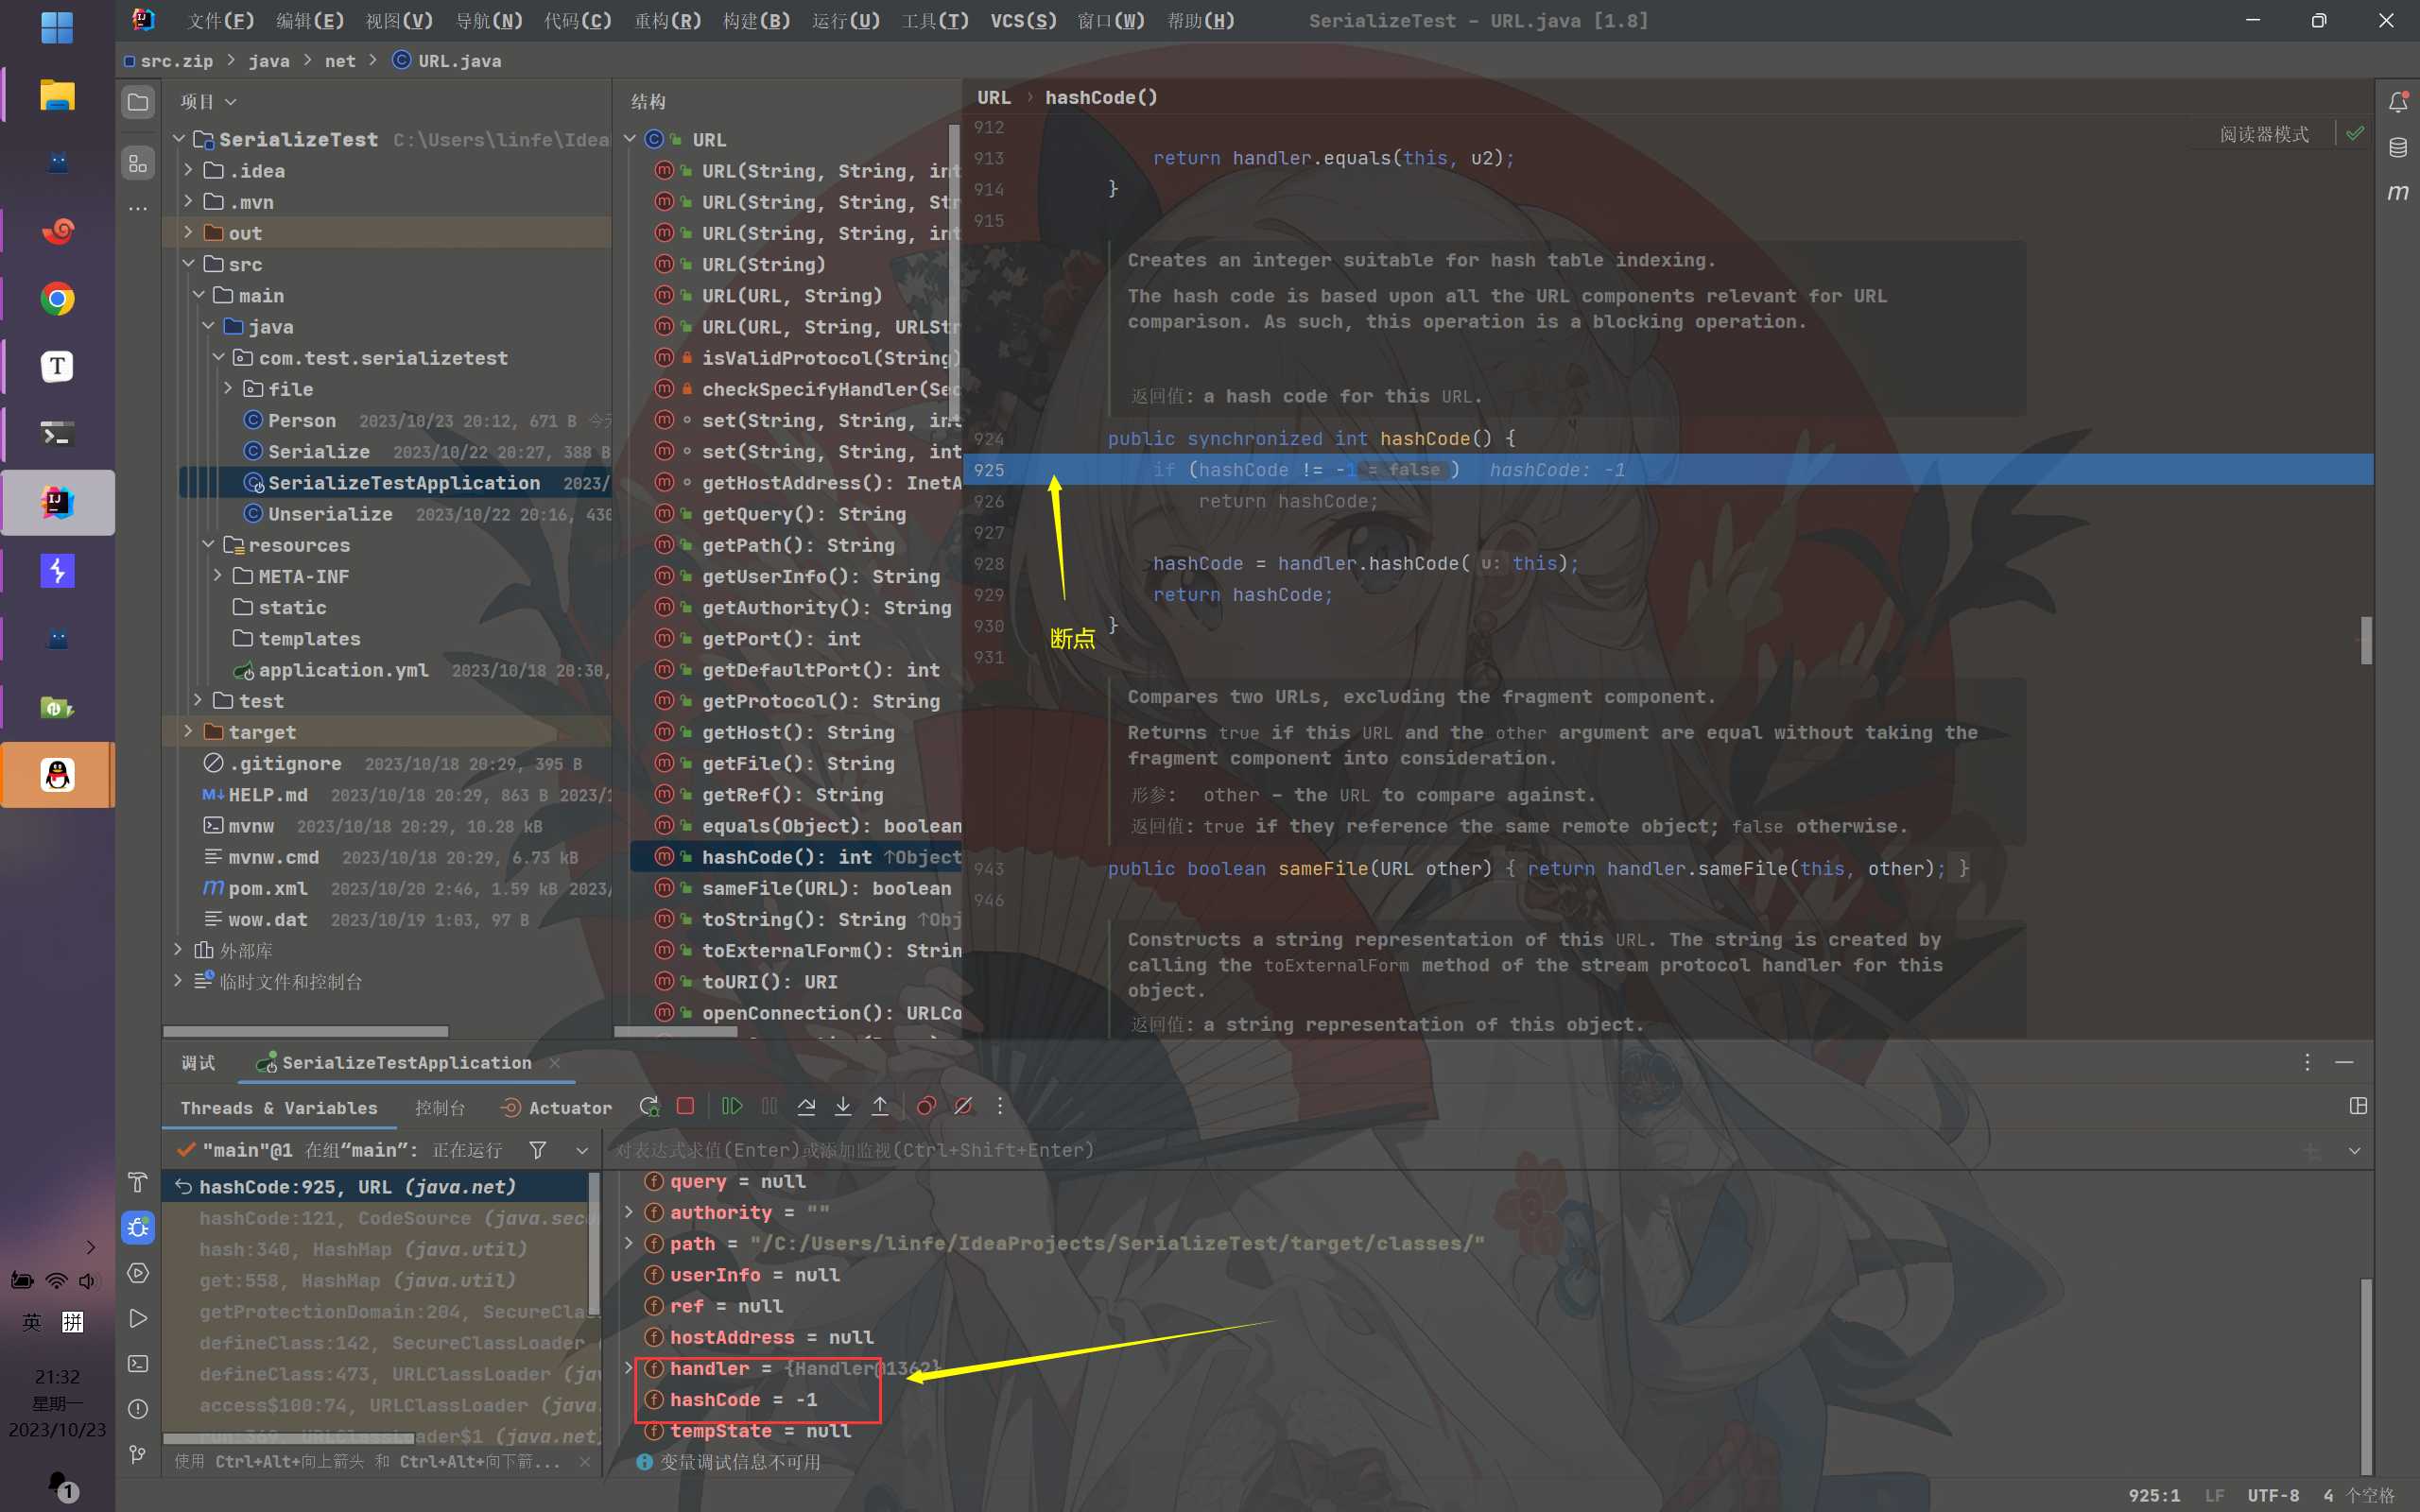 文件(F) 编辑(E) 视图(V) 导航(N) 代码(C) 重构(R) 构建(B) 运行(U) 工具(T) VCS(S) 窗口(W) 帮助(H) SerializeTest – URL.java [1.8]
src.zip > java > net > URL.java
项目
SerializeTest C:\Users\linfe\Idea
.idea
.mvn
out
src
main
java
com.test.serializetest
file
Person 2023/10/23 20:12, 671 B 今天
Serialize 2023/10/22 20:27, 388 B
SerializeTestApplication 2023/
Unserialize 2023/10/22 20:16, 430
resources
META-INF
static
templates
application.yml 2023/10/18 20:30,
test
target
.gitignore 2023/10/18 20:29, 395 B
HELP.md 2023/10/18 20:29, 863 B 2023/1
mvnw 2023/10/18 20:29, 10.28 kB
mvnw.cmd 2023/10/18 20:29, 6.73 kB
pom.xml 2023/10/20 2:46, 1.59 kB 2023/
wow.dat 2023/10/19 1:03, 97 B
外部库
临时文件和控制台
结构
URL
URL(String, String, int
URL(String, String, Str
URL(String, String, int
URL(String)
URL(URL, String)
URL(URL, String, URLStr
isValidProtocol(String)
checkSpecifyHandler(Sec
set(String, String, int
set(String, String, int
getHostAddress(): InetA
getQuery(): String
getPath(): String
getUserInfo(): String
getAuthority(): String
getPort(): int
getDefaultPort(): int
getProtocol(): String
getHost(): String
getFile(): String
getRef(): String
equals(Object): boolean
hashCode(): int ↑Object
sameFile(URL): boolean
toString(): String ↑Obj
toExternalForm(): Strin
toURI(): URI
openConnection(): URLCo
URL > hashCode()
阅读器模式
912
913 return handler.equals(this, u2);
914 }
915
Creates an integer suitable for hash table indexing.
The hash code is based upon all the URL components relevant for URL
comparison. As such, this operation is a blocking operation.
返回值: a hash code for this URL.
924 public synchronized int hashCode() {
925 if (hashCode != -1 = false ) hashCode: -1
926 return hashCode;
927
928 hashCode = handler.hashCode( u: this);
929 return hashCode;
930 }
断点
931
Compares two URLs, excluding the fragment component.
Returns true if this URL and the other argument are equal without taking the
fragment component into consideration.
形参: other – the URL to compare against.
返回值: true if they reference the same remote object; false otherwise.
943 public boolean sameFile(URL other) { return handler.sameFile(this, other); }
946
Constructs a string representation of this URL. The string is created by
calling the toExternalForm method of the stream protocol handler for this
object.
返回值: a string representation of this object.
调试 SerializeTestApplication
Threads & Variables 控制台 Actuator
"main"@1 在组“main”: 正在运行
hashCode:925, URL (java.net)
hashCode:121, CodeSource (java.secu
hash:340, HashMap (java.util)
get:558, HashMap (java.util)
getProtectionDomain:204, SecureClas
defineClass:142, SecureClassLoader (
defineClass:473, URLClassLoader (jav
access$100:74, URLClassLoader (java.
run:369, URLClassLoader$1 (java.net)
使用 Ctrl+Alt+向上箭头 和 Ctrl+Alt+向下箭...
对表达式求值(Enter)或添加监视(Ctrl+Shift+Enter)
query = null
authority = ""
path = "/C:/Users/linfe/IdeaProjects/SerializeTest/target/classes/"
userInfo = null
ref = null
hostAddress = null
handler = {Handler@1362}
hashCode = -1
tempState = null
变量调试信息不可用
英 拼
21:32
星期一
2023/10/23
1
925:1 LF UTF-8 4 个空格